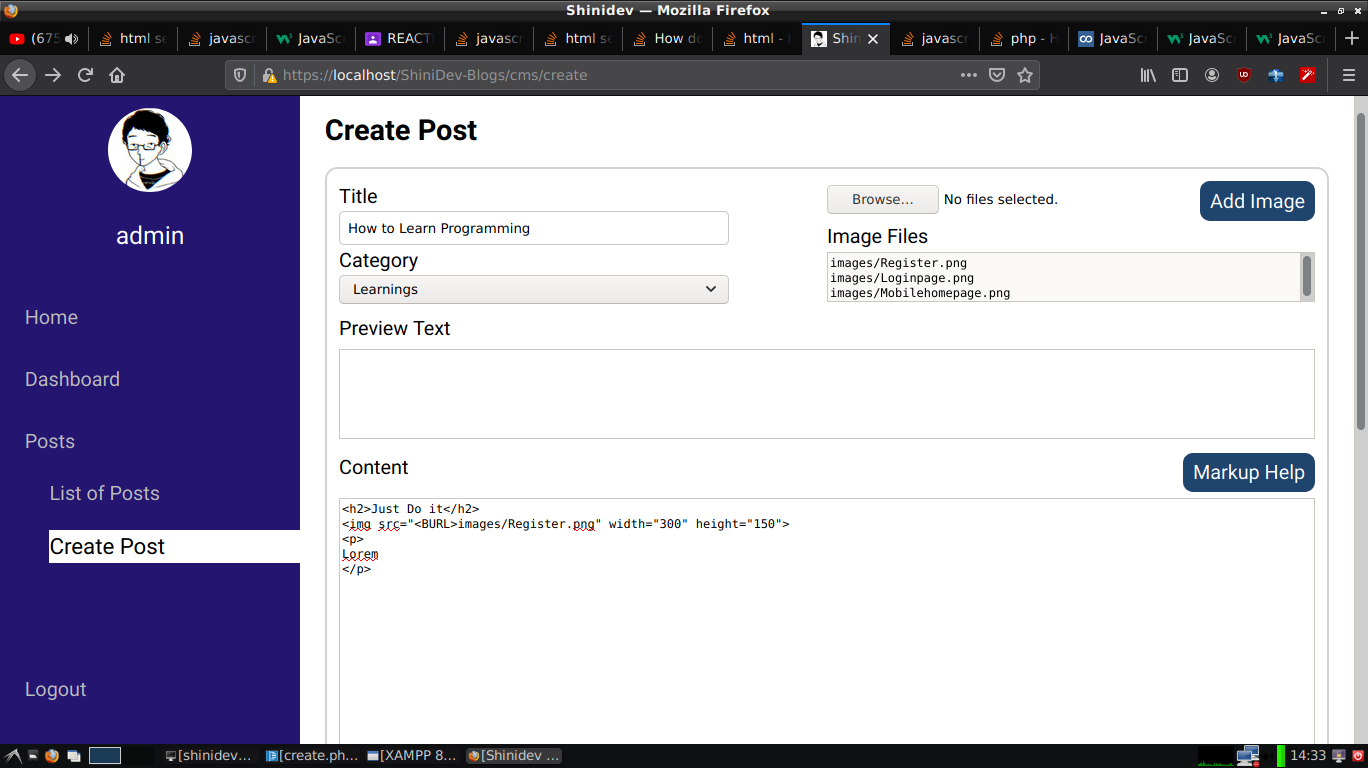 Shinidev — Mozilla Firefox
(675
html se
javascr
JavaSc
REACT
javascr
html se
How do
html - H
Shin
javascr
php - H
JavaSc
JavaSc
JavaSc
https://localhost/ShiniDev-Blogs/cms/create
admin
Home
Dashboard
Posts
List of Posts
Create Post
Logout
Create Post
Title
How to Learn Programming
Category
Learnings
Browse... No files selected.
Add Image
Image Files
images/Register.png
images/Loginpage.png
images/Mobilehomepage.png
Preview Text
Content
Markup Help
<h2>Just Do it</h2>
<img src="<BURL>images/Register.png" width="300" height="150">
<p>
Lorem
</p>
[shinidev...
[create.ph...
[XAMPP 8...
[Shinidev ...
14:33